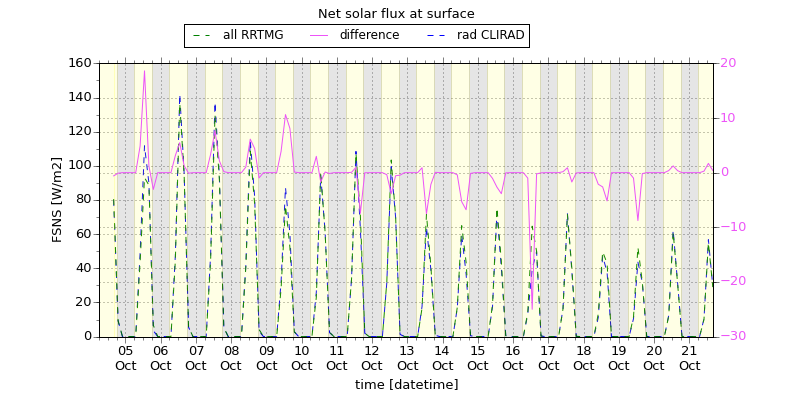 Net solar flux at surface
all RRTMG difference rad CLIRAD
FSNS [W/m2]
160
140
120
100
80
60
40
20
0
20
10
0
−10
−20
−30
05 Oct
06 Oct
07 Oct
08 Oct
09 Oct
10 Oct
11 Oct
12 Oct
13 Oct
14 Oct
15 Oct
16 Oct
17 Oct
18 Oct
19 Oct
20 Oct
21 Oct
time [datetime]